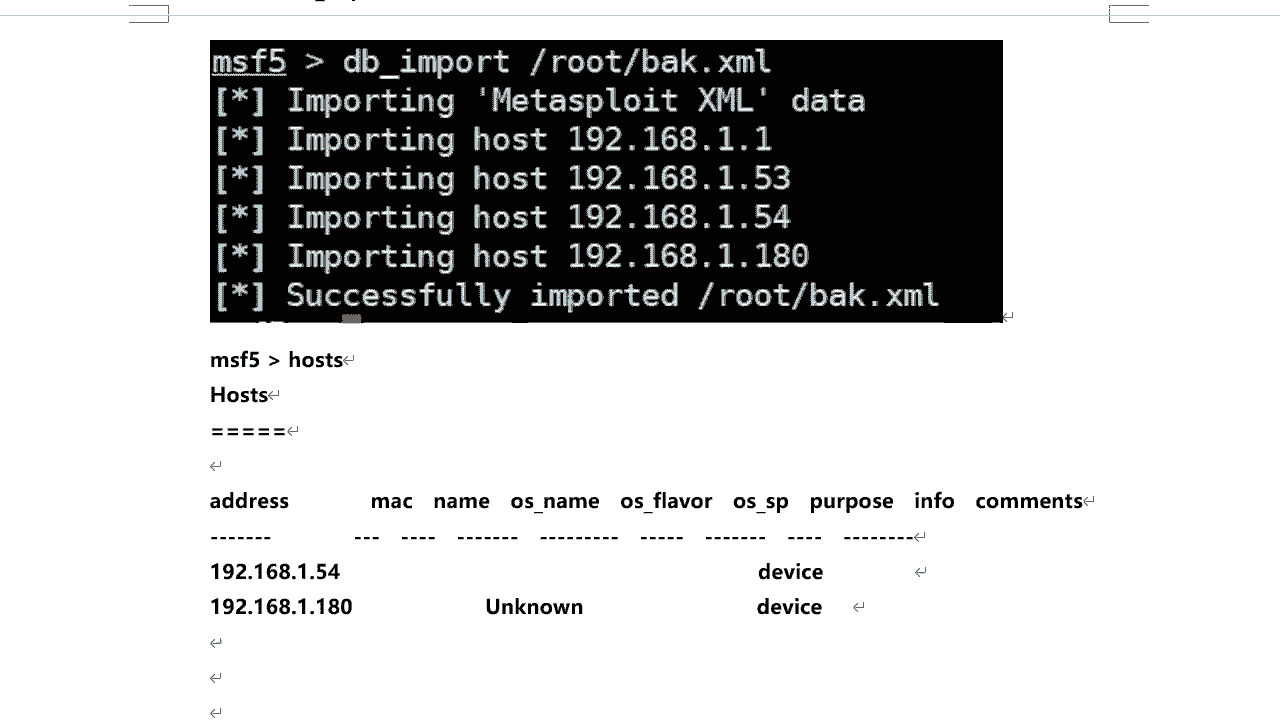 msf5 > db_import /root/bak.xml
[*] Importing 'Metasploit XML' data
[*] Importing host 192.168.1.1
[*] Importing host 192.168.1.53
[*] Importing host 192.168.1.54
[*] Importing host 192.168.1.180
[*] Successfully imported /root/bak.xml
msf5 > hosts
Hosts
=====
address mac name os_name os_flavor os_sp purpose info comments
------- --- ---- ------- --------- ----- ------- ---- --------
192.168.1.54 device
192.168.1.180 Unknown device